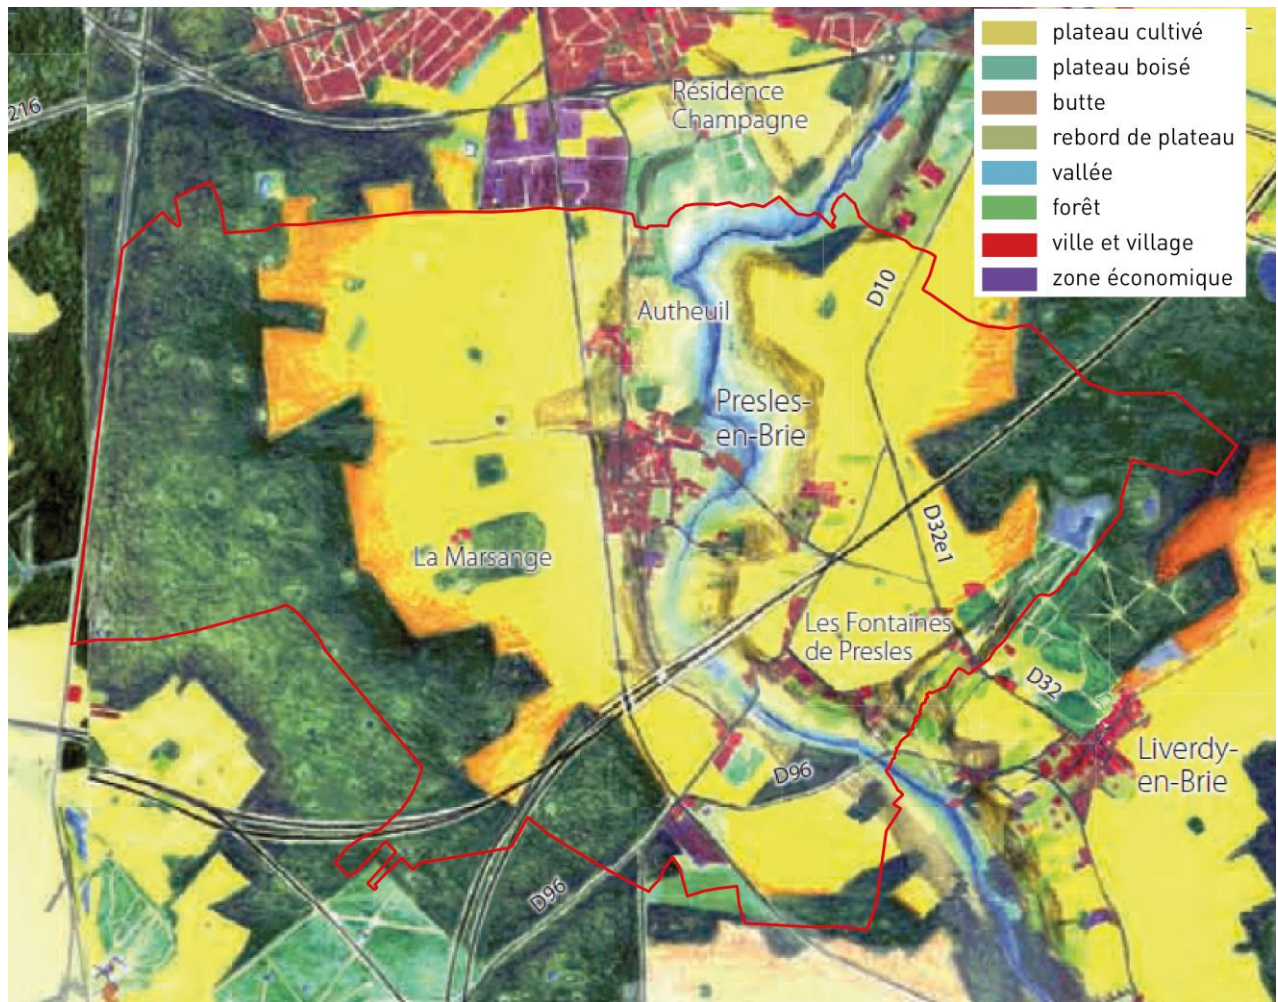 plateau cultivé
plateau boisé
butte
rebord de plateau
vallée
forêt
ville et village
zone économique
216
Résidence
Champagne
D10
Autheuil
Presles-
en-Brie
D32e1
La Marsange
Les Fontaines
de Presles
D32
Liverdy-
en-Brie
D96
D96